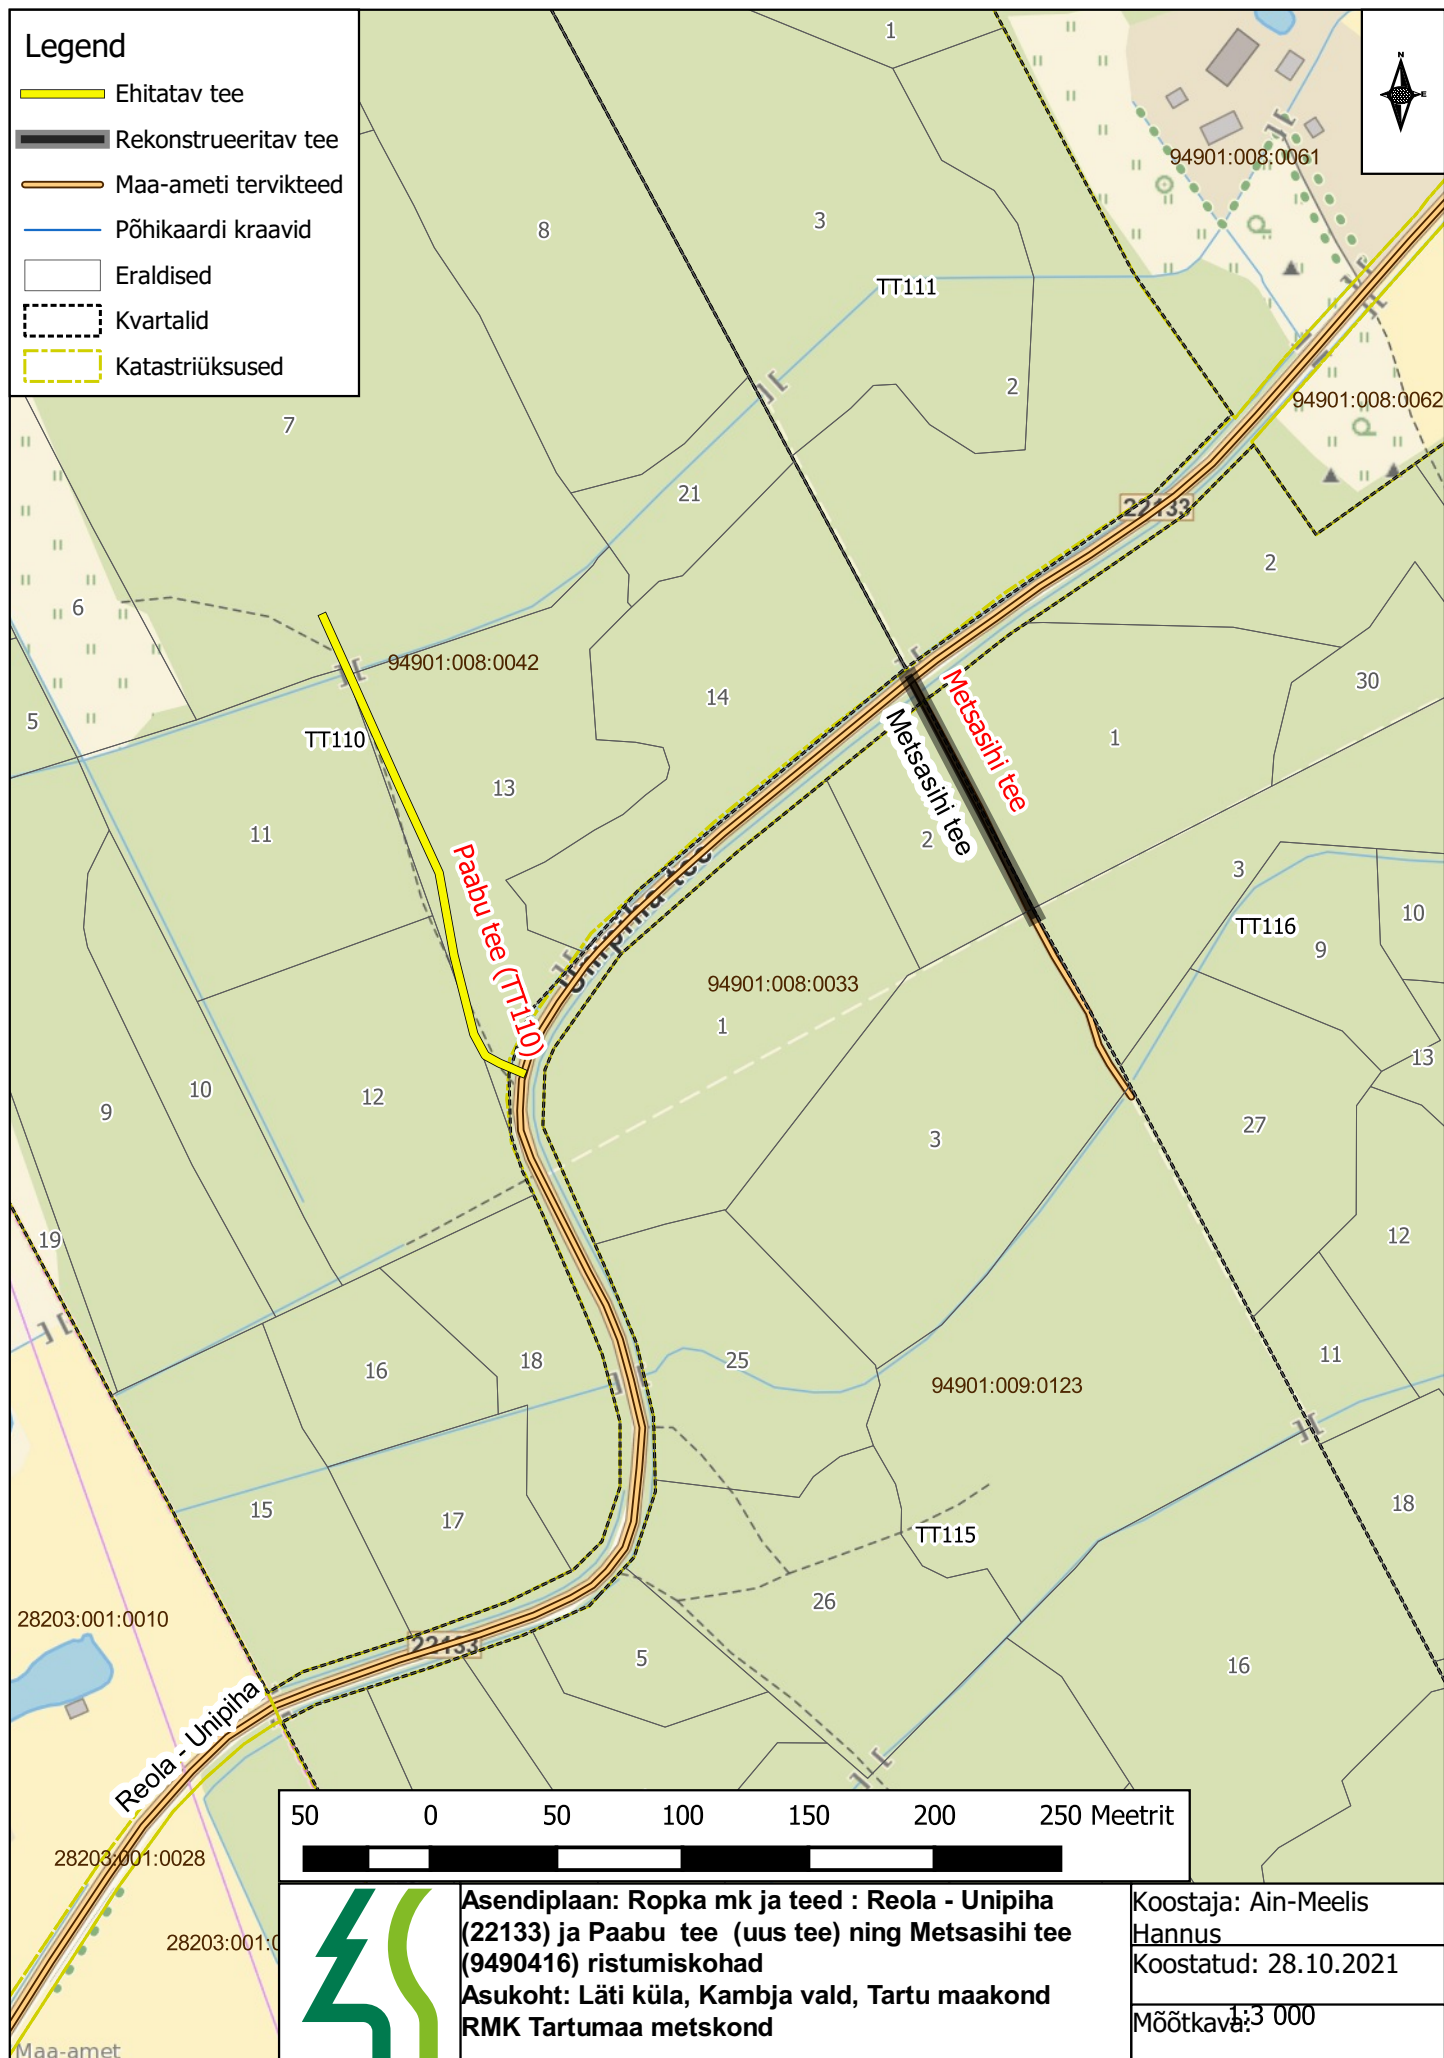 Legend
Ehitatav tee
Rekonstrueeritav tee
Maa-ameti tervikteed
Põhikaardi kraavid
Eraldised
Kvartalid
Katastriüksused
N
E
1
94901:008:0061
8
3
TT111
2
94901:008:0062
7
21
22133
2
6
94901:008:0042
14
30
5
TT110
Metsasihi tee
Metsasihi tee
1
13
11
2
3
Paabu tee (TT110)
Unipiha tee
10
TT116
9
94901:008:0033
1
13
10
9
12
27
3
19
12
18
25
11
16
94901:009:0123
15
17
18
TT115
26
28203:001:0010
22133
5
16
Reola - Unipiha
50 0 50 100 150 200 250 Meetrit
28203:001:0028
28203:001:0
Asendiplaan: Ropka mk ja teed : Reola - Unipiha
(22133) ja Paabu tee (uus tee) ning Metsasihi tee
(9490416) ristumiskohad
Asukoht: Läti küla, Kambja vald, Tartu maakond
RMK Tartumaa metskond
Koostaja: Ain-Meelis
Hannus
Koostatud: 28.10.2021
Mõõtkava: 1:3 000
Maa-amet